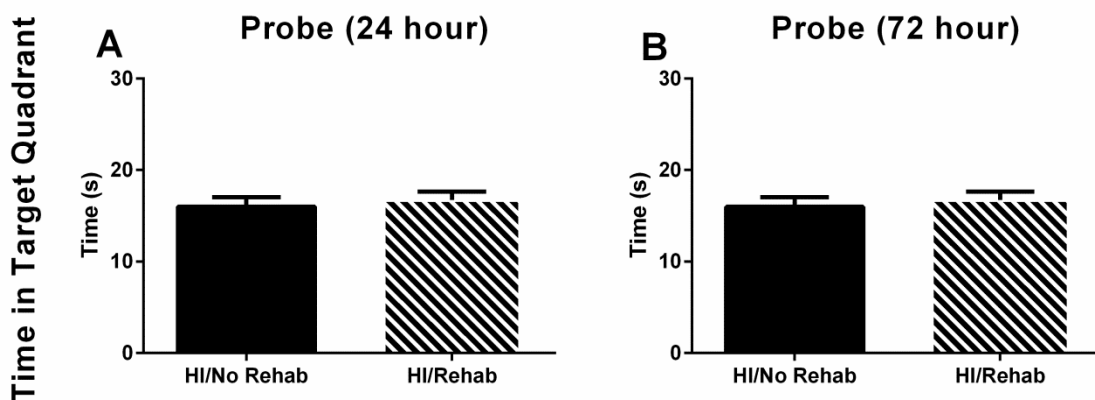 Time in Target Quadrant
A
Probe (24 hour)
Time (s)
30
20
10
0
HI/No Rehab
HI/Rehab
B
Probe (72 hour)
Time (s)
30
20
10
0
HI/No Rehab
HI/Rehab